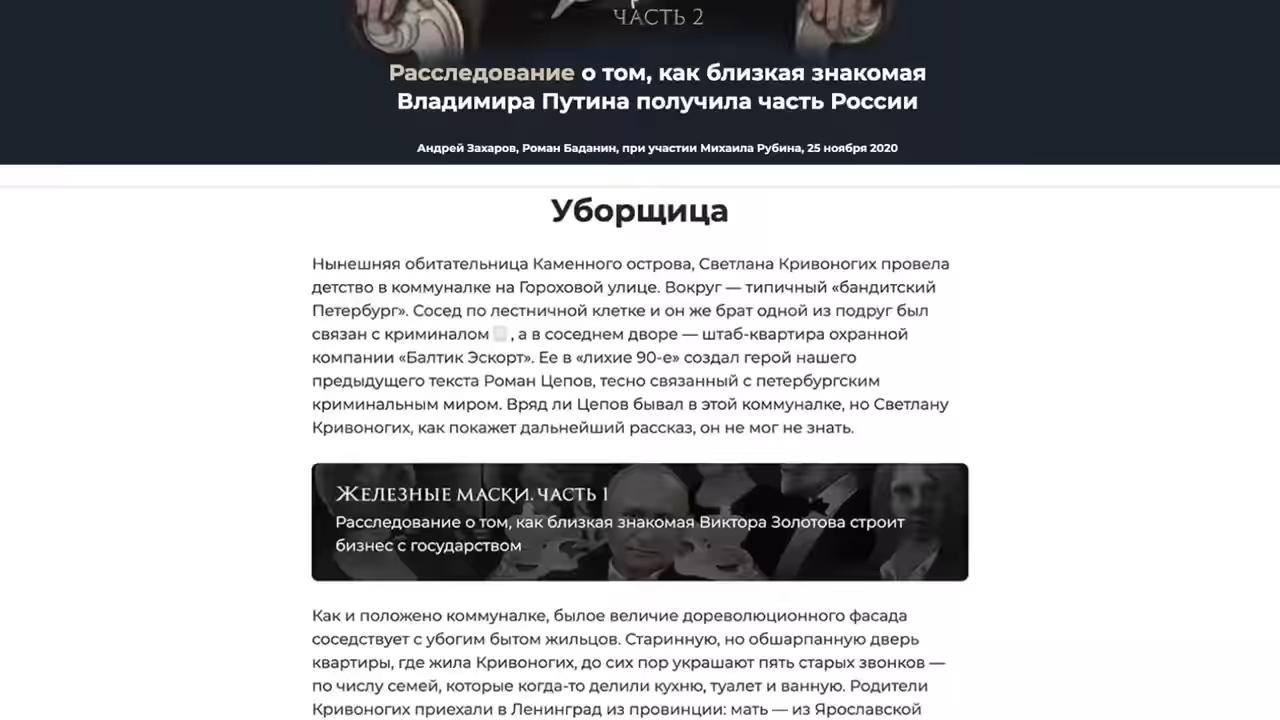 ЧАСТЬ 2
Расследование о том, как близкая знакомая
Владимира Путина получила часть России
Андрей Захаров, Роман Баданин, при участии Михаила Рубина, 25 ноября 2020
Уборщица
Нынешняя обитательница Каменного острова, Светлана Кривоногих провела
детство в коммуналке на Гороховой улице. Вокруг — типичный «бандитский
Петербург». Сосед по лестничной клетке и он же брат одной из подруг был
связан с криминалом , а в соседнем дворе — штаб-квартира охранной
компании «Балтик Эскорт». Ее в «лихие 90-е» создал герой нашего
предыдущего текста Роман Цепов, тесно связанный с петербургским
криминальным миром. Вряд ли Цепов бывал в этой коммуналке, но Светлану
Кривоногих, как покажет дальнейший рассказ, он не мог не знать.
ЖЕЛЕЗНЫЕ МАСКИ. ЧАСТЬ 1
Расследование о том, как близкая знакомая Виктора Золотова строит
бизнес с государством
Как и положено коммуналке, былое величие дореволюционного фасада
соседствует с убогим бытом жильцов. Старинную, но обшарпанную дверь
квартиры, где жила Кривоногих, до сих пор украшают пять старых звонков —
по числу семей, которые когда-то делили кухню, туалет и ванную. Родители
Кривоногих приехали в Ленинград из провинции: мать — из Ярославской